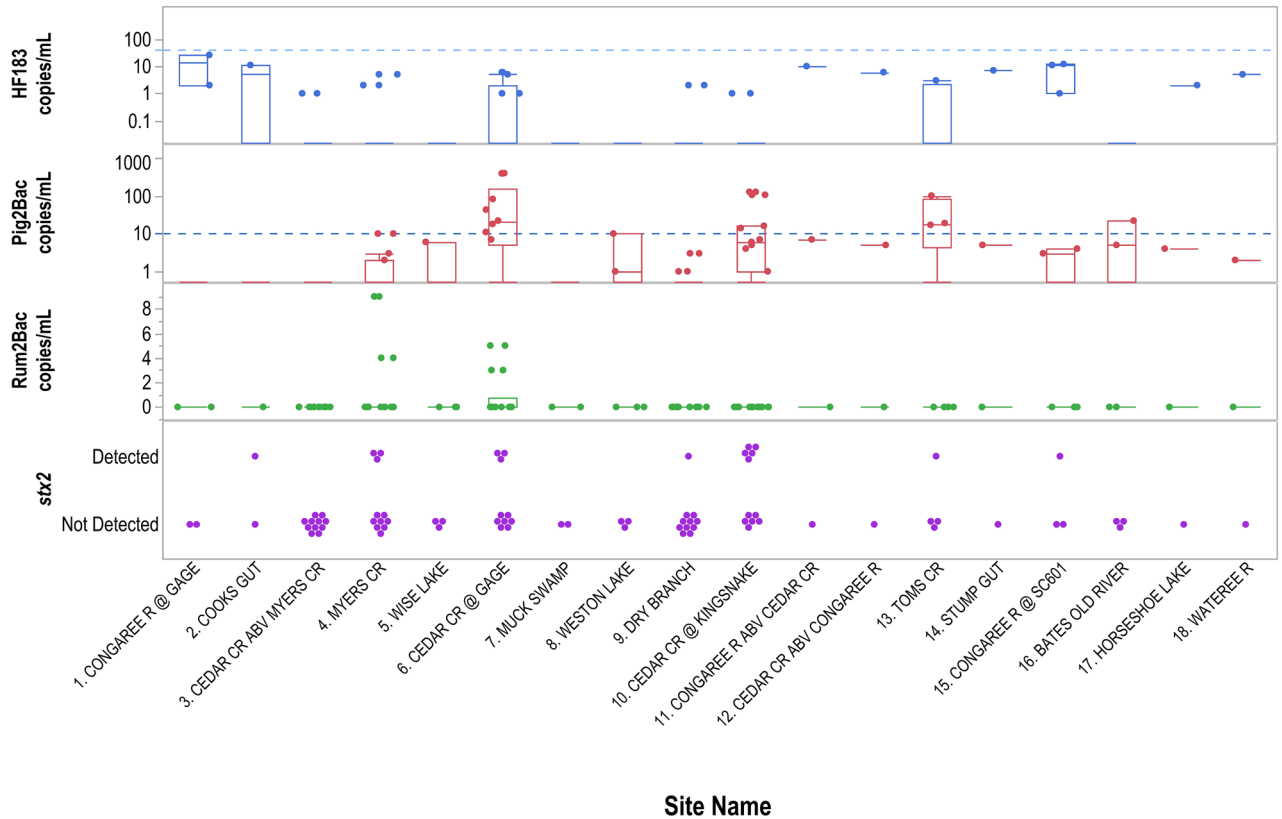 HF183
copies/mL
100
10
1
0.1
Pig2Bac
copies/mL
1000
100
10
1
Rum2Bac
copies/mL
8
6
4
2
0
stx2
Detected
Not Detected
1. CONGAREE R @ GAGE
2. COOKS GUT
3. CEDAR CR ABV MYERS CR
4. MYERS CR
5. WISE LAKE
6. CEDAR CR @ GAGE
7. MUCK SWAMP
8. WESTON LAKE
9. DRY BRANCH
10. CEDAR CR @ KINGSNAKE
11. CONGAREE R ABV CEDAR CR
12. CEDAR CR ABV CONGAREE R
13. TOMS CR
14. STUMP GUT
15. CONGAREE R @ SC601
16. BATES OLD RIVER
17. HORSESHOE LAKE
18. WATEREE R
Site Name